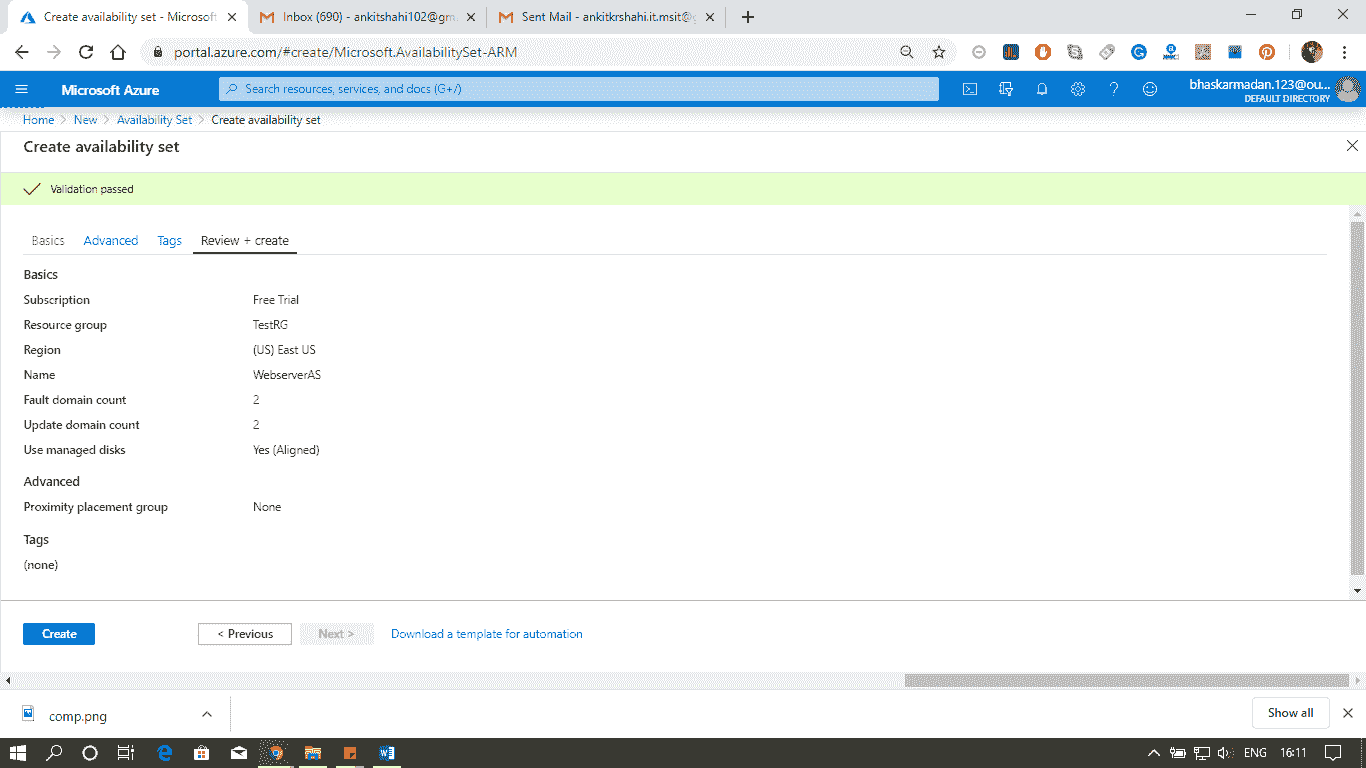 Create availability set - Microsoft
Inbox (690) - ankitshahi102@gm
Sent Mail - ankitkrshahi.it.msit@g
portal.azure.com/#create/Microsoft.AvailabilitySet-ARM
Microsoft Azure
Search resources, services, and docs (G+/)
bhaskarmadan.123@ou...
DEFAULT DIRECTORY
Home > New > Availability Set > Create availability set
Create availability set
Validation passed
Basics Advanced Tags Review + create
Basics
Subscription Free Trial
Resource group TestRG
Region (US) East US
Name WebserverAS
Fault domain count 2
Update domain count 2
Use managed disks Yes (Aligned)
Advanced
Proximity placement group None
Tags
(none)
Create < Previous Next > Download a template for automation
comp.png Show all
ENG 16:11